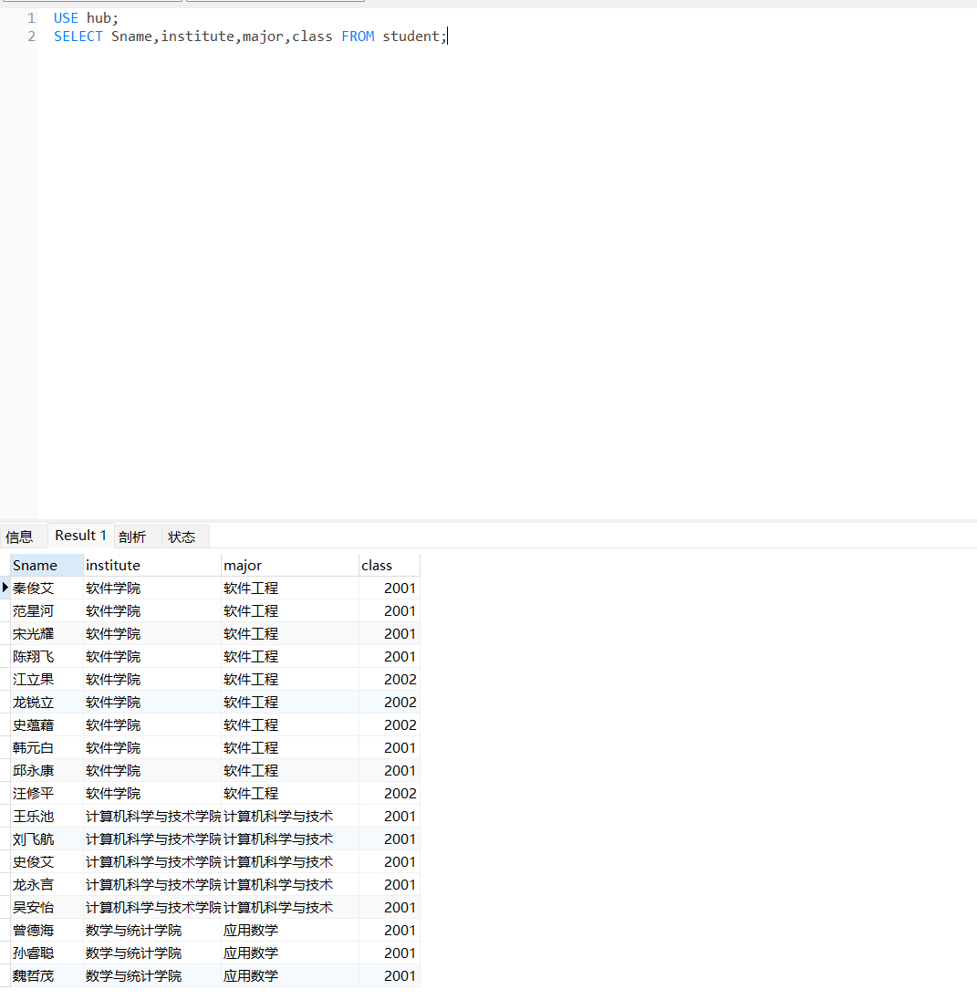 1 USE hub;
2 SELECT Sname,institute,major,class FROM student;
信息 Result 1 剖析 状态
Sname institute major class
秦俊艾 软件学院 软件工程 2001
范星河 软件学院 软件工程 2001
宋光耀 软件学院 软件工程 2001
陈翔飞 软件学院 软件工程 2001
江立果 软件学院 软件工程 2002
龙锐立 软件学院 软件工程 2002
史蕴藉 软件学院 软件工程 2002
韩元白 软件学院 软件工程 2001
邱永康 软件学院 软件工程 2001
汪修平 软件学院 软件工程 2002
王乐池 计算机科学与技术学院 计算机科学与技术 2001
刘飞航 计算机科学与技术学院 计算机科学与技术 2001
史俊艾 计算机科学与技术学院 计算机科学与技术 2001
龙永言 计算机科学与技术学院 计算机科学与技术 2001
吴安怡 计算机科学与技术学院 计算机科学与技术 2001
曾德海 数学与统计学院 应用数学 2001
孙睿聪 数学与统计学院 应用数学 2001
魏哲茂 数学与统计学院 应用数学 2001